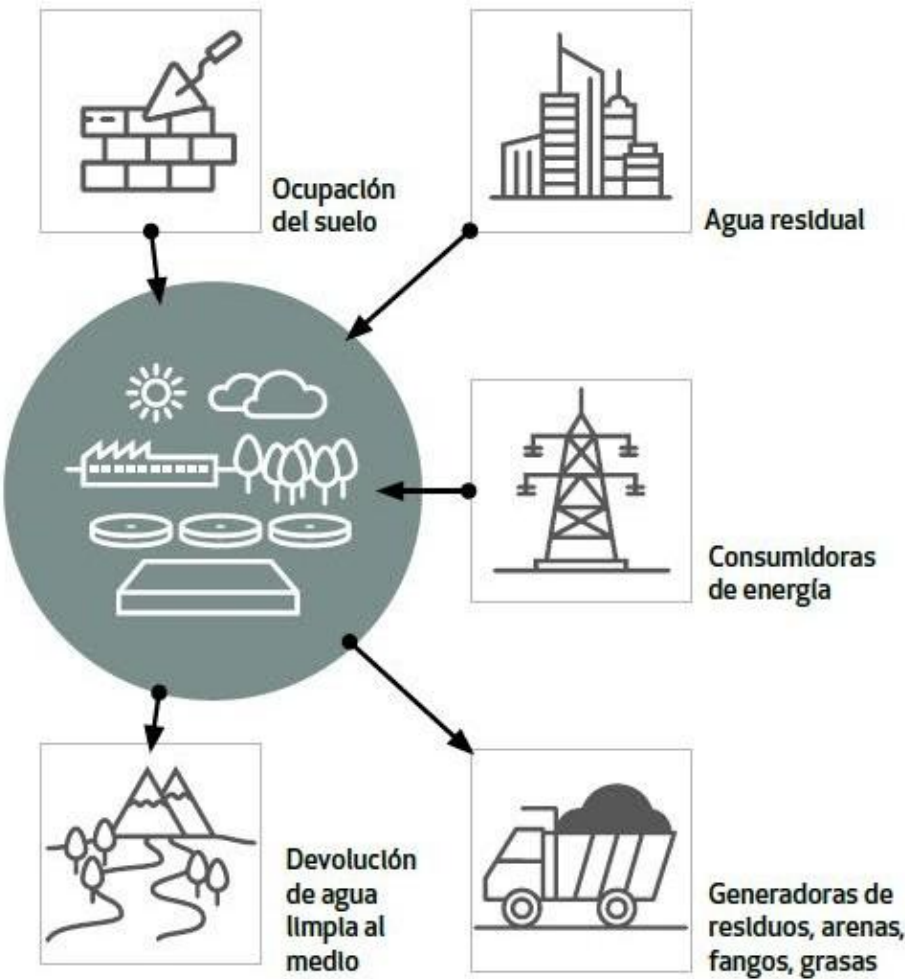 Ocupación
del suelo
Agua residual
Consumidoras
de energía
Devolución
de agua
limpia al
medio
Generadoras de
residuos, arenas,
fangos, grasas